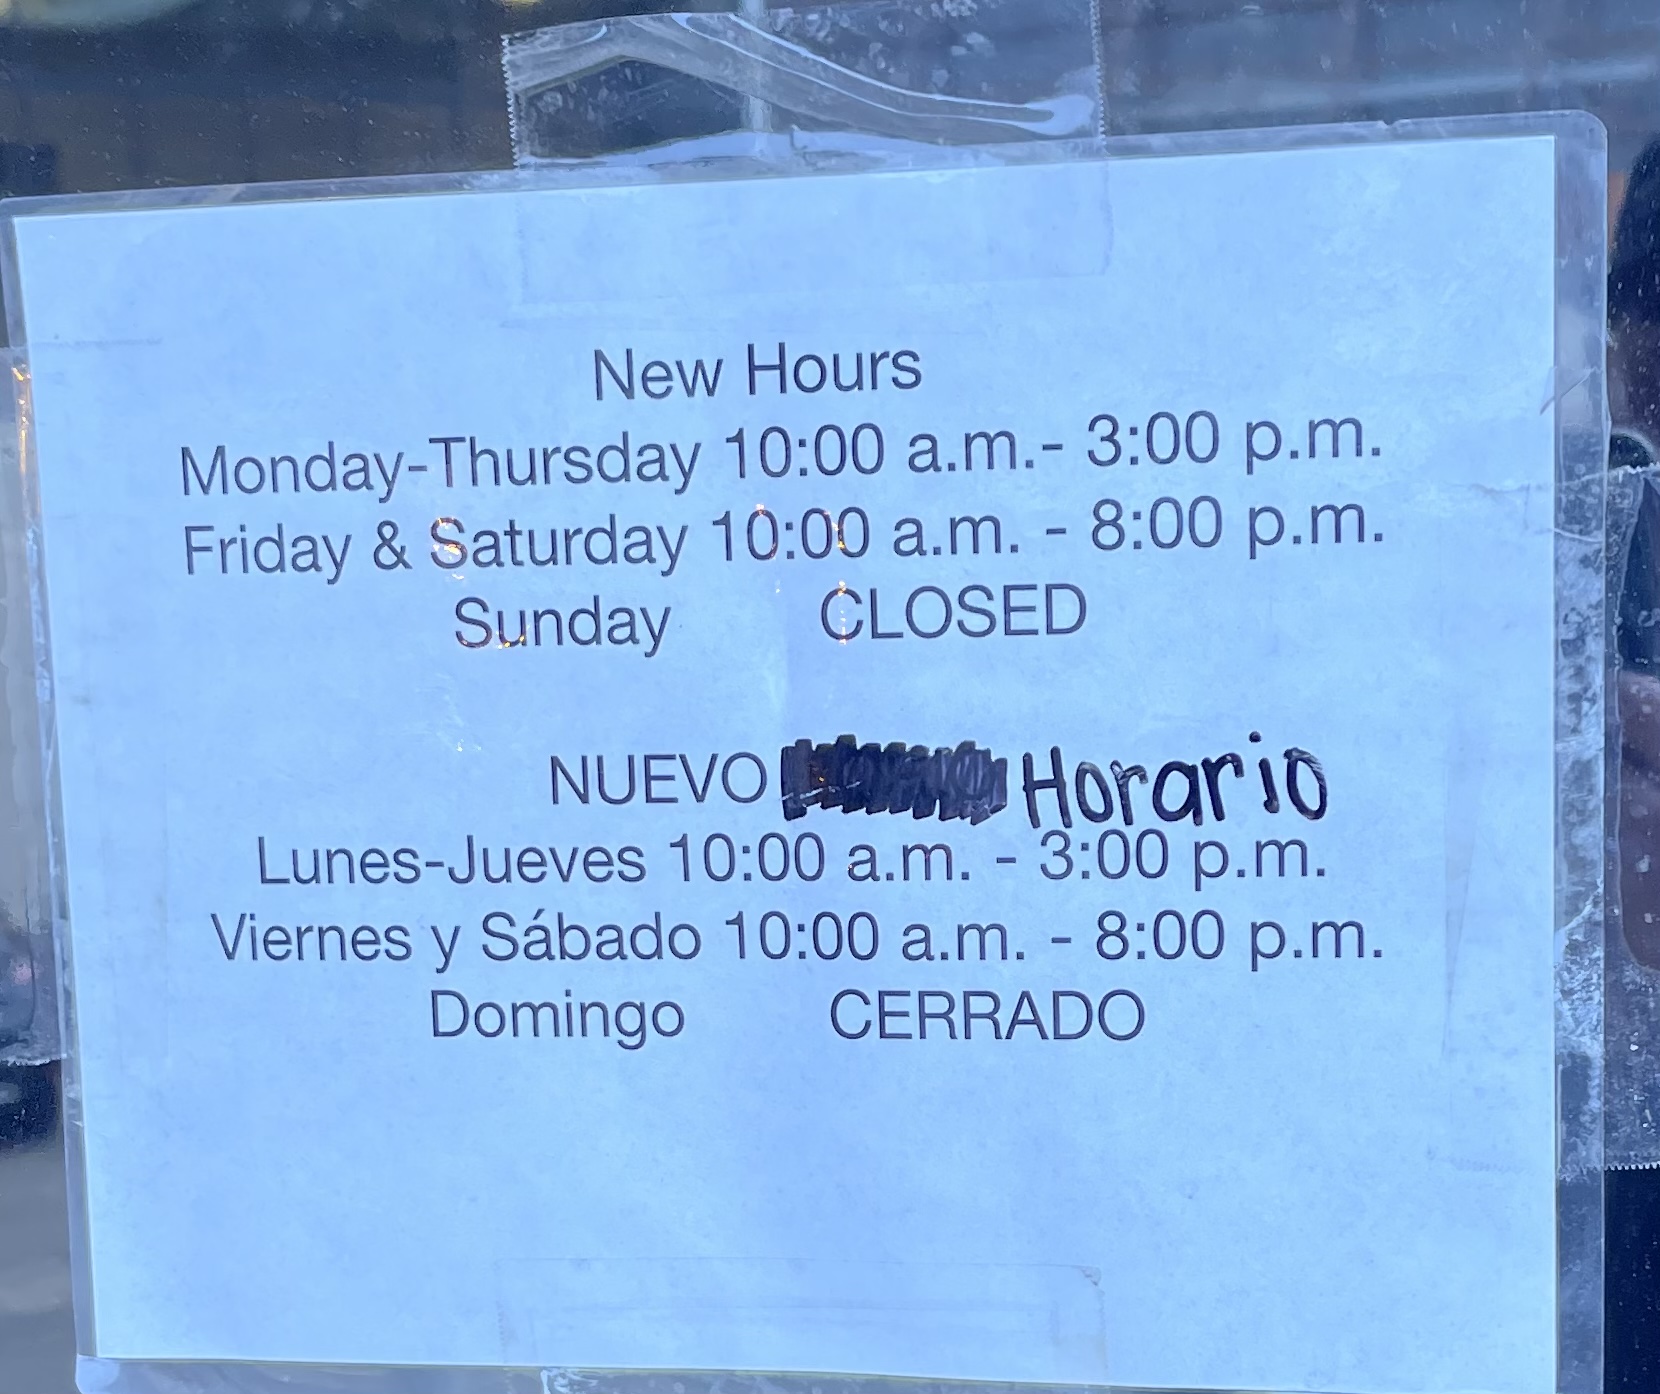 New Hours
Monday-Thursday 10:00 a.m.- 3:00 p.m.
Friday & Saturday 10:00 a.m. - 8:00 p.m.
Sunday CLOSED
NUEVO Horario
Lunes-Jueves 10:00 a.m. - 3:00 p.m.
Viernes y Sábado 10:00 a.m. - 8:00 p.m.
Domingo CERRADO